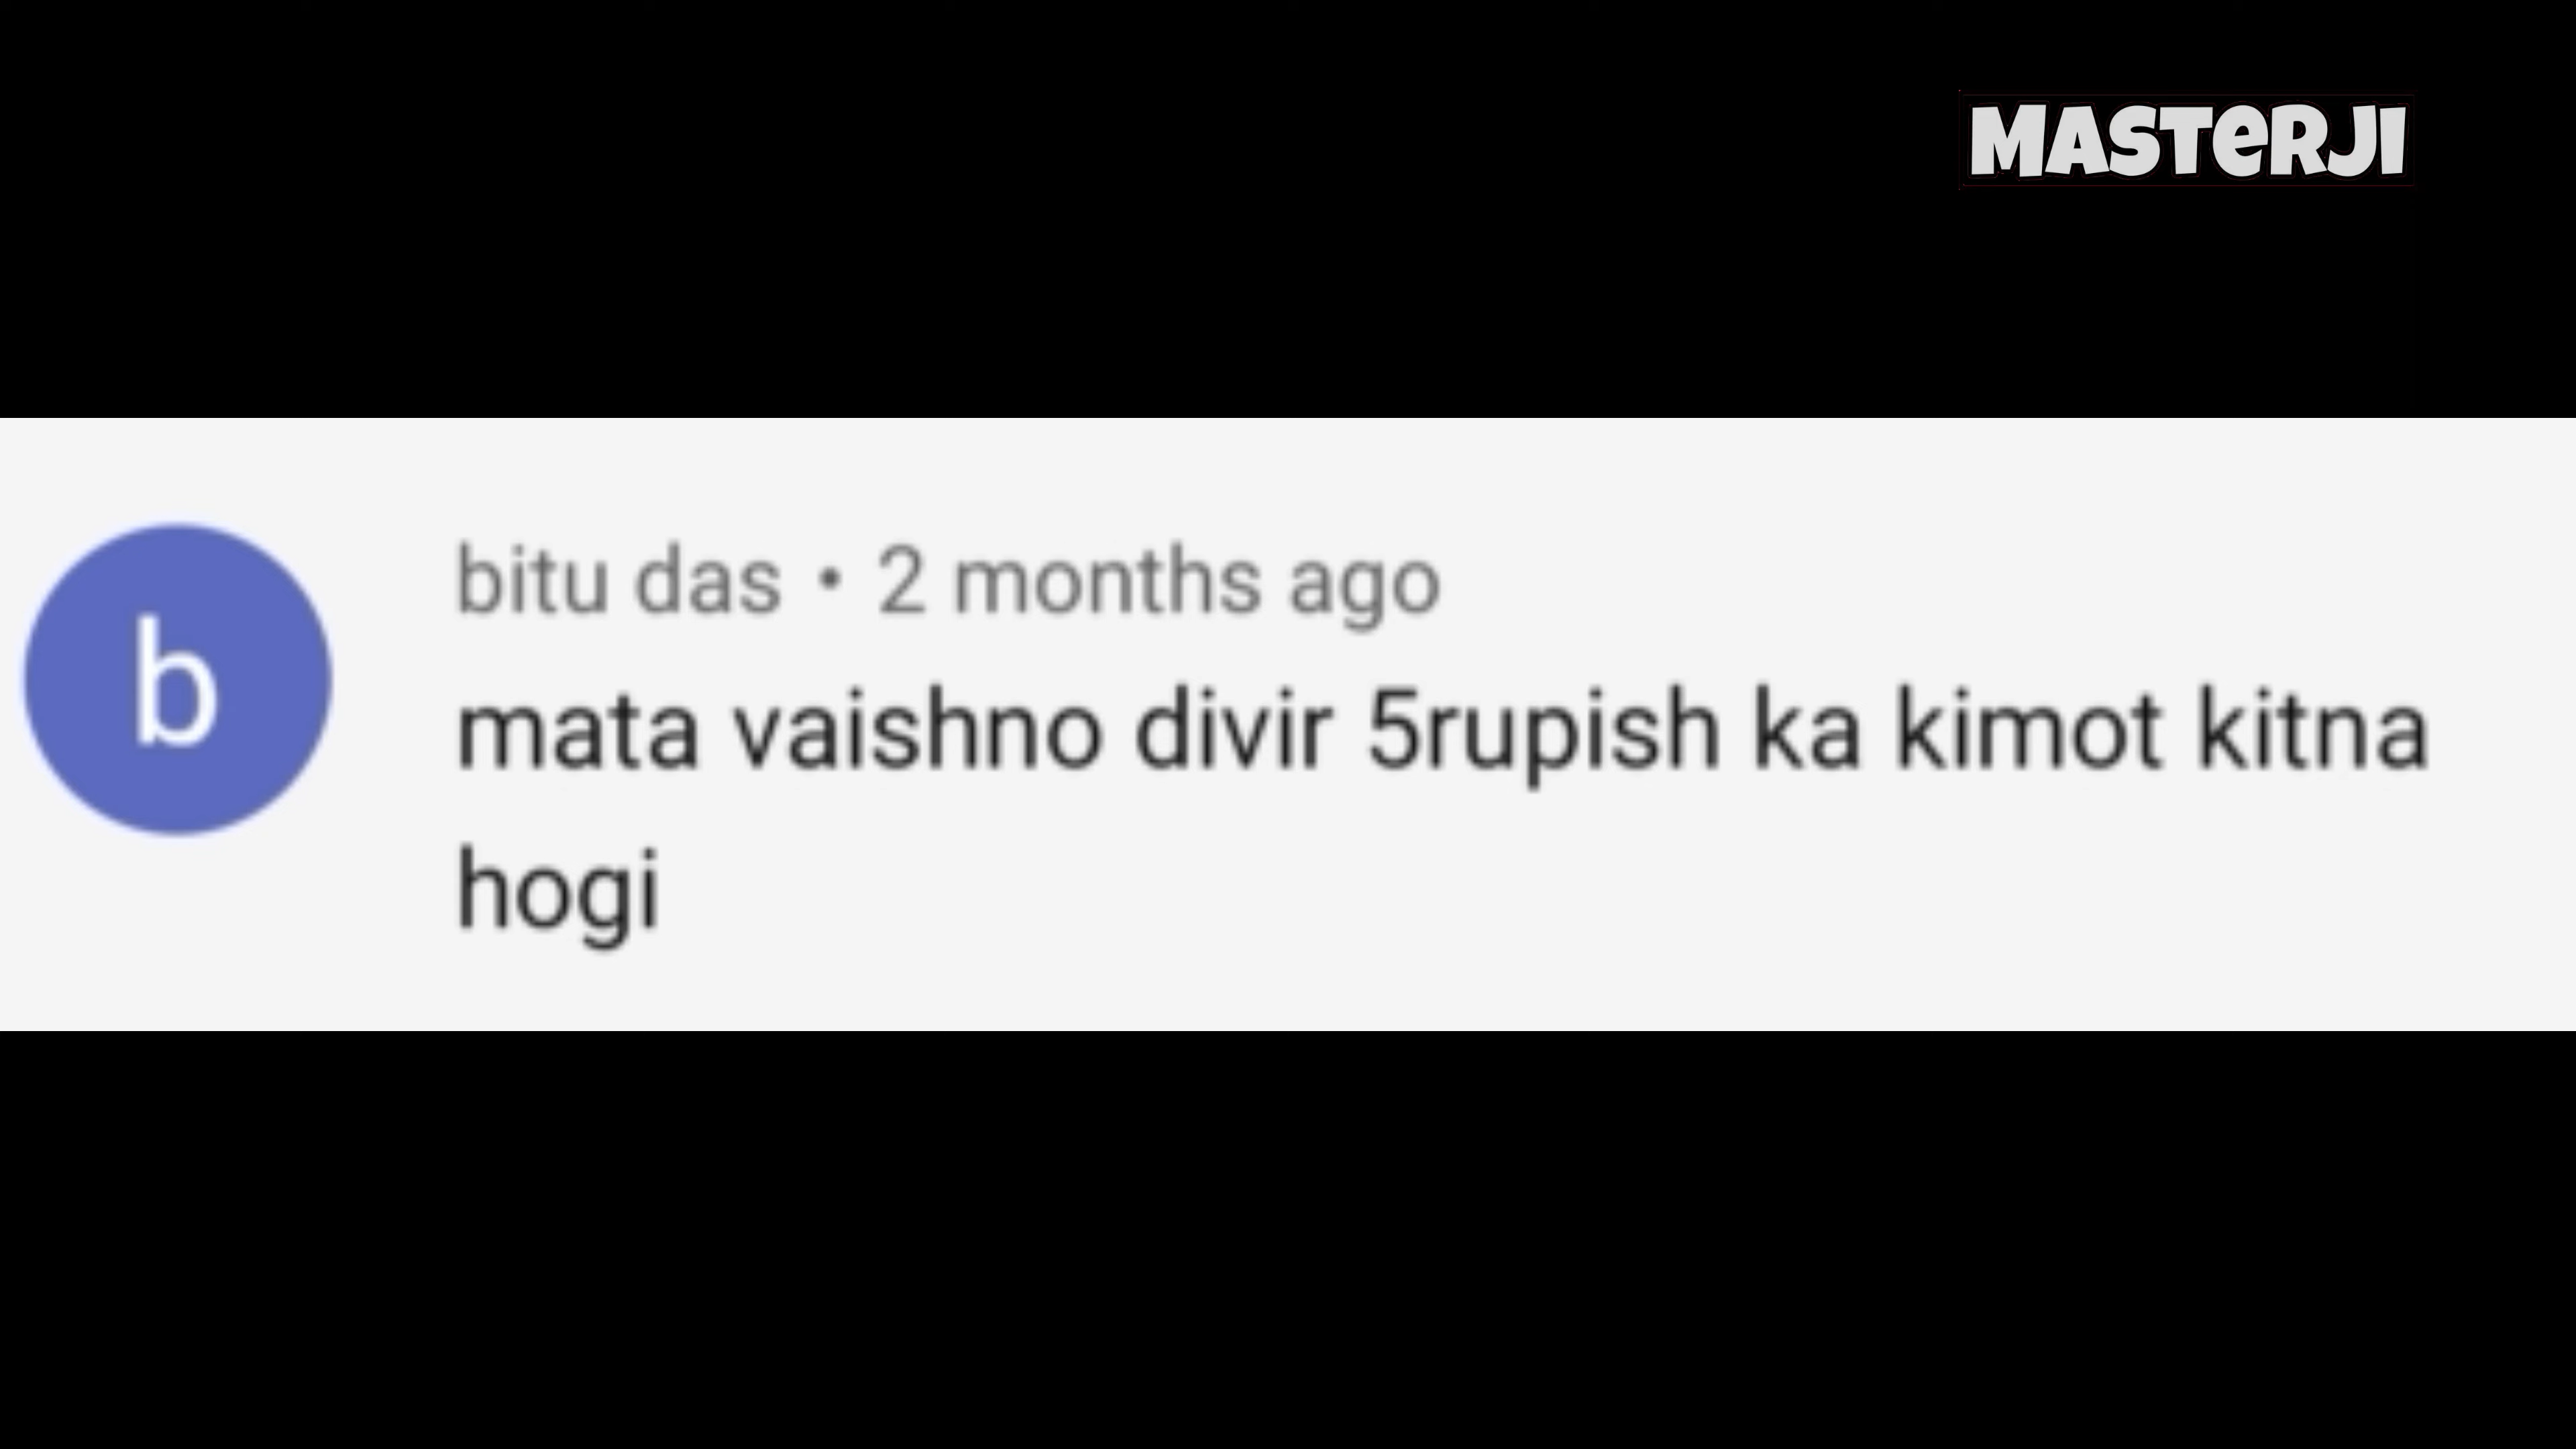 MASTERJI
bitu das • 2 months ago
mata vaishno divir 5rupish ka kimot kitna
hogi
b